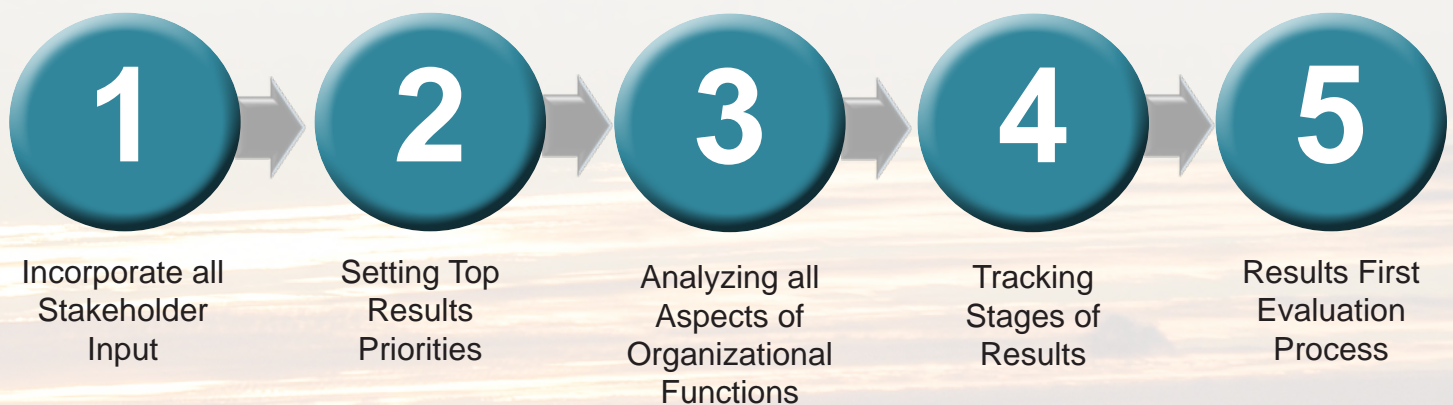 1
2
3
4
5
Incorporate all
Stakeholder
Input
Setting Top
Results
Priorities
Analyzing all
Aspects of
Organizational
Functions
Tracking
Stages of
Results
Results First
Evaluation
Process